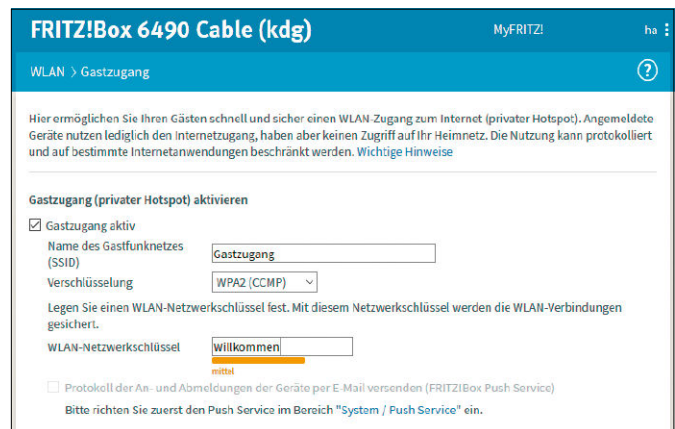 FRITZ!Box 6490 Cable (kdg)
MyFRITZ!
ha
WLAN > Gastzugang
?
Hier ermöglichen Sie Ihren Gästen schnell und sicher einen WLAN-Zugang zum Internet (privater Hotspot). Angemeldete
Geräte nutzen lediglich den Internetzugang, haben aber keinen Zugriff auf Ihr Heimnetz. Die Nutzung kann protokolliert
und auf bestimmte Internetanwendungen beschränkt werden. Wichtige Hinweise
Gastzugang (privater Hotspot) aktivieren
Gastzugang aktiv
Name des Gastfunknetzes
(SSID)
Gastzugang
Verschlüsselung
WPA2 (CCMP)
Legen Sie einen WLAN-Netzwerkschlüssel fest. Mit diesem Netzwerkschlüssel werden die WLAN-Verbindungen
gesichert.
WLAN-Netzwerkschlüssel
Willkommen
mittel
Protokoll der An- und Abmeldungen der Geräte per E-Mail versenden (FRITZ!Box Push Service)
Bitte richten Sie zuerst den Push Service im Bereich "System / Push Service" ein.